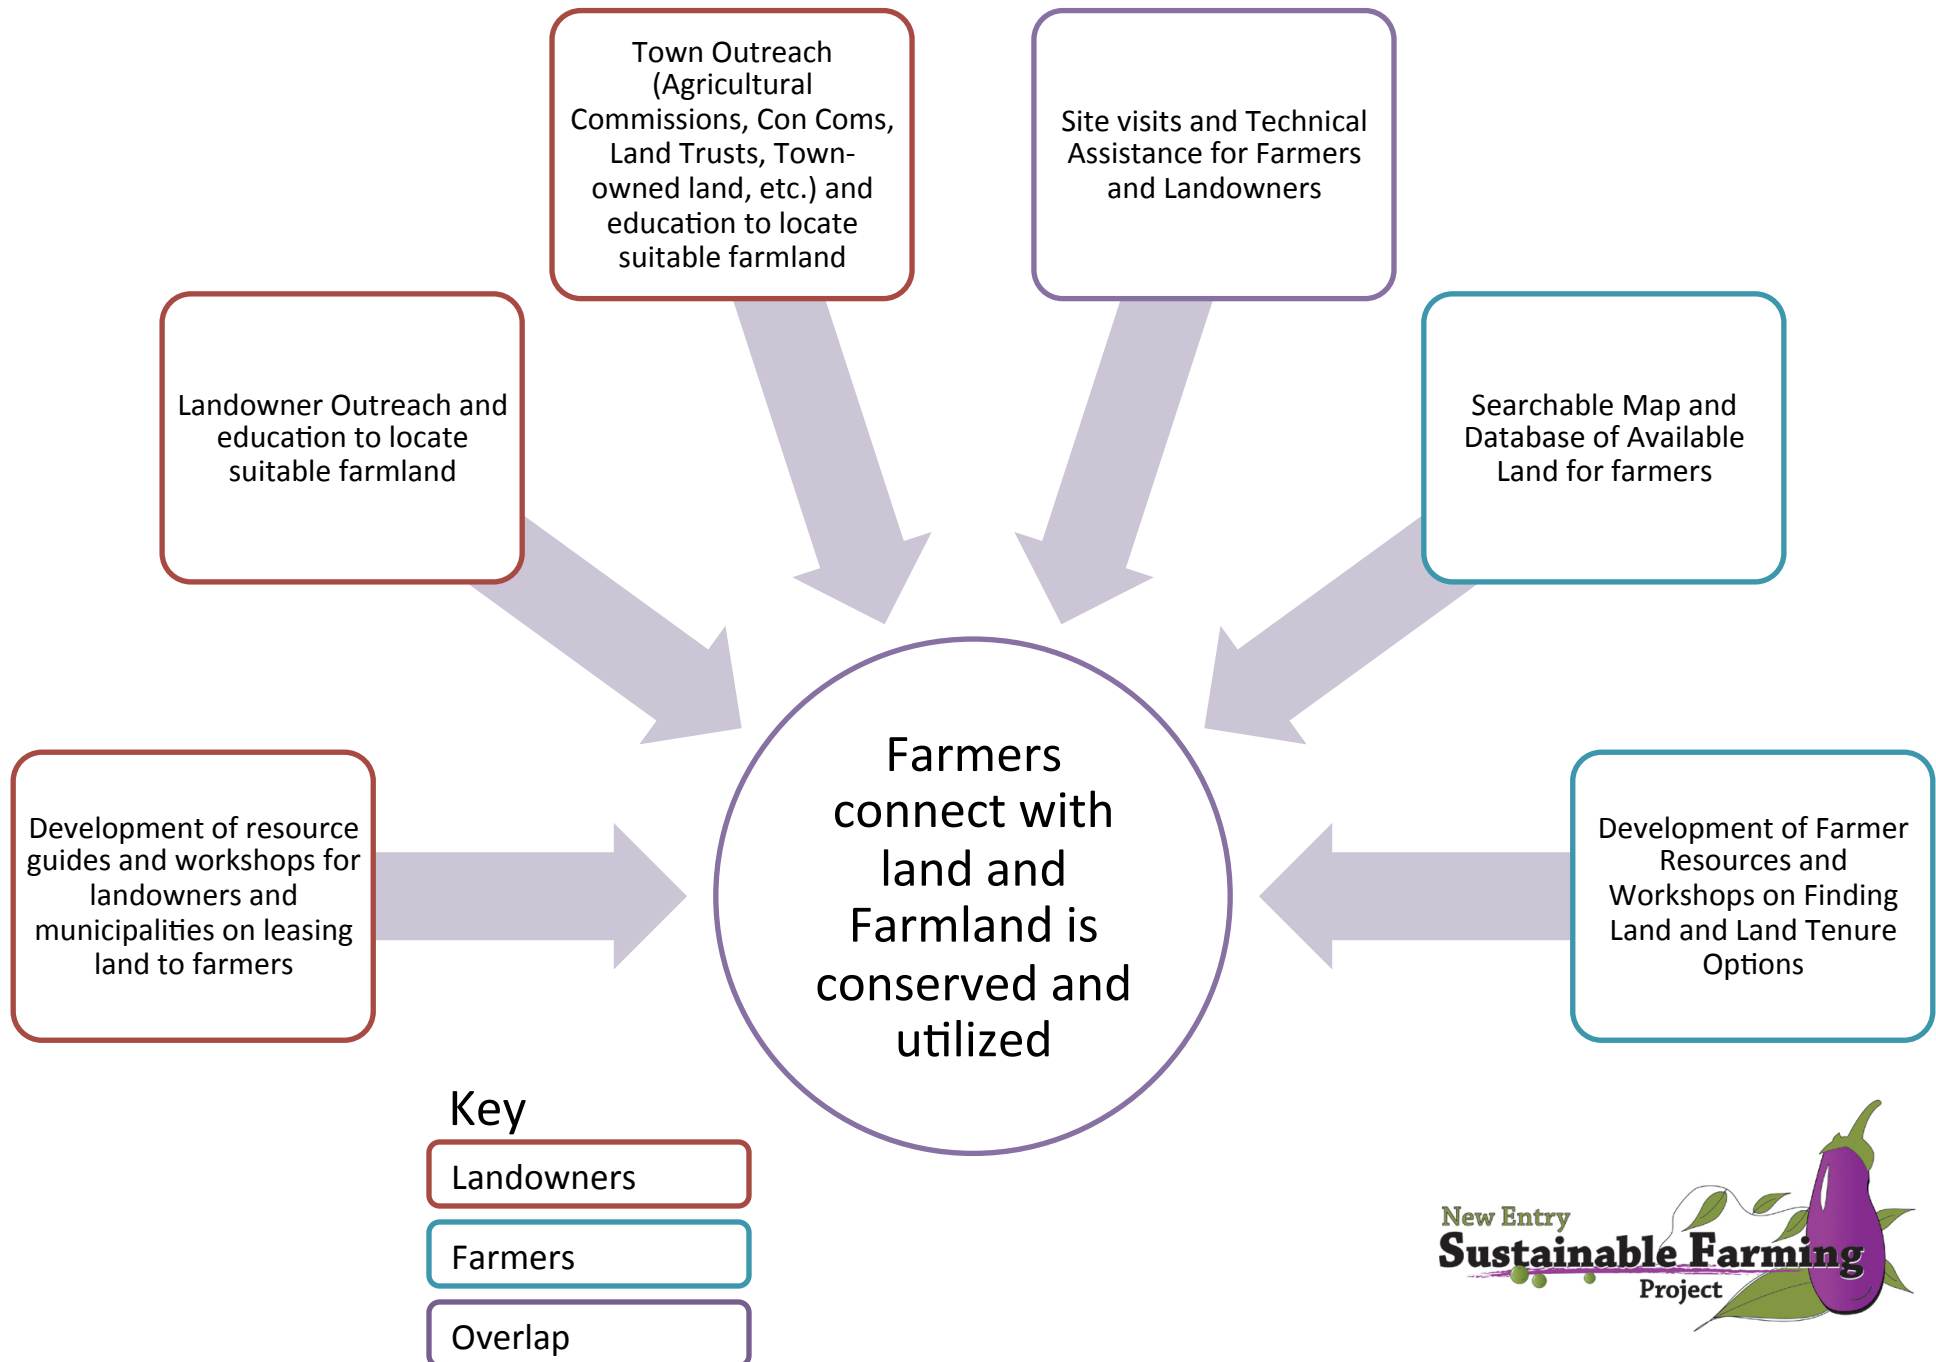 Town Outreach
(Agricultural
Commissions, Con Coms,
Land Trusts, Town-
owned land, etc.) and
education to locate
suitable farmland
Site visits and Technical
Assistance for Farmers
and Landowners
Landowner Outreach and
education to locate
suitable farmland
Searchable Map and
Database of Available
Land for farmers
Development of resource
guides and workshops for
landowners and
municipalities on leasing
land to farmers
Farmers
connect with
land and
Farmland is
conserved and
utilized
Development of Farmer
Resources and
Workshops on Finding
Land and Land Tenure
Options
Key
Landowners
Farmers
Overlap
New Entry
Sustainable Farming
Project